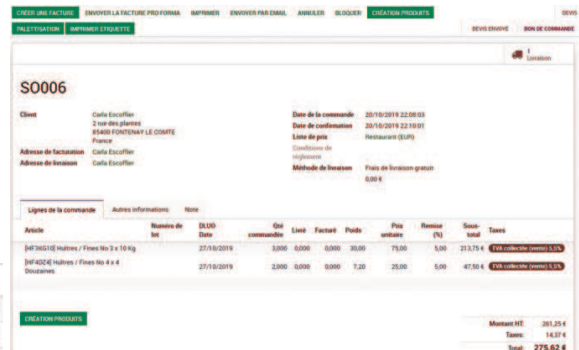 CRÉER UNE FACTURE ENVOYER LA FACTURE PRO-FORMA IMPRIMER ENVOYER PAR EMAIL ANNULER BLOQUER CRÉATION PRODUITS DEVIS
PALETTISATION IMPRIMER ETIQUETTE DEVIS ENVOYÉ BON DE COMMANDE
1
Livraison
SO006
Client Carla Escoffier
2 rue des plantes
85400 FONTENAY LE COMTE
France
Adresse de facturation Carla Escoffier
Adresse de livraison Carla Escoffier
Date de la commande 20/10/2019 22:08:03
Date de confirmation 20/10/2019 22:10:01
Liste de prix Restaurant (EUR)
Conditions de
règlement
Méthode de livraison Frais de livraison gratuit
0,00 €
Lignes de la commande Autres informations Note
Article Numéro de lot DLUO Date Qté commandée Livré Facturé Poids Prix unitaire Remise (%) Sous-total Taxes
Huîtres / Fines No 3 x 10 Kg 27/10/2019 3,000 0,000 0,000 30,00 75,00 5,00 213,75 € TVA collectée (vente) 5,5%
Huîtres / Fines No 4 x 4 27/10/2019 2,000 0,000 0,000 7,20 25,00 5,00 47,50 € TVA collectée (vente) 5,5%
Douzaines
CRÉATION PRODUITS
Montant HT: 261,25 €
Taxes: 14,37 €
Total: 275,62 €